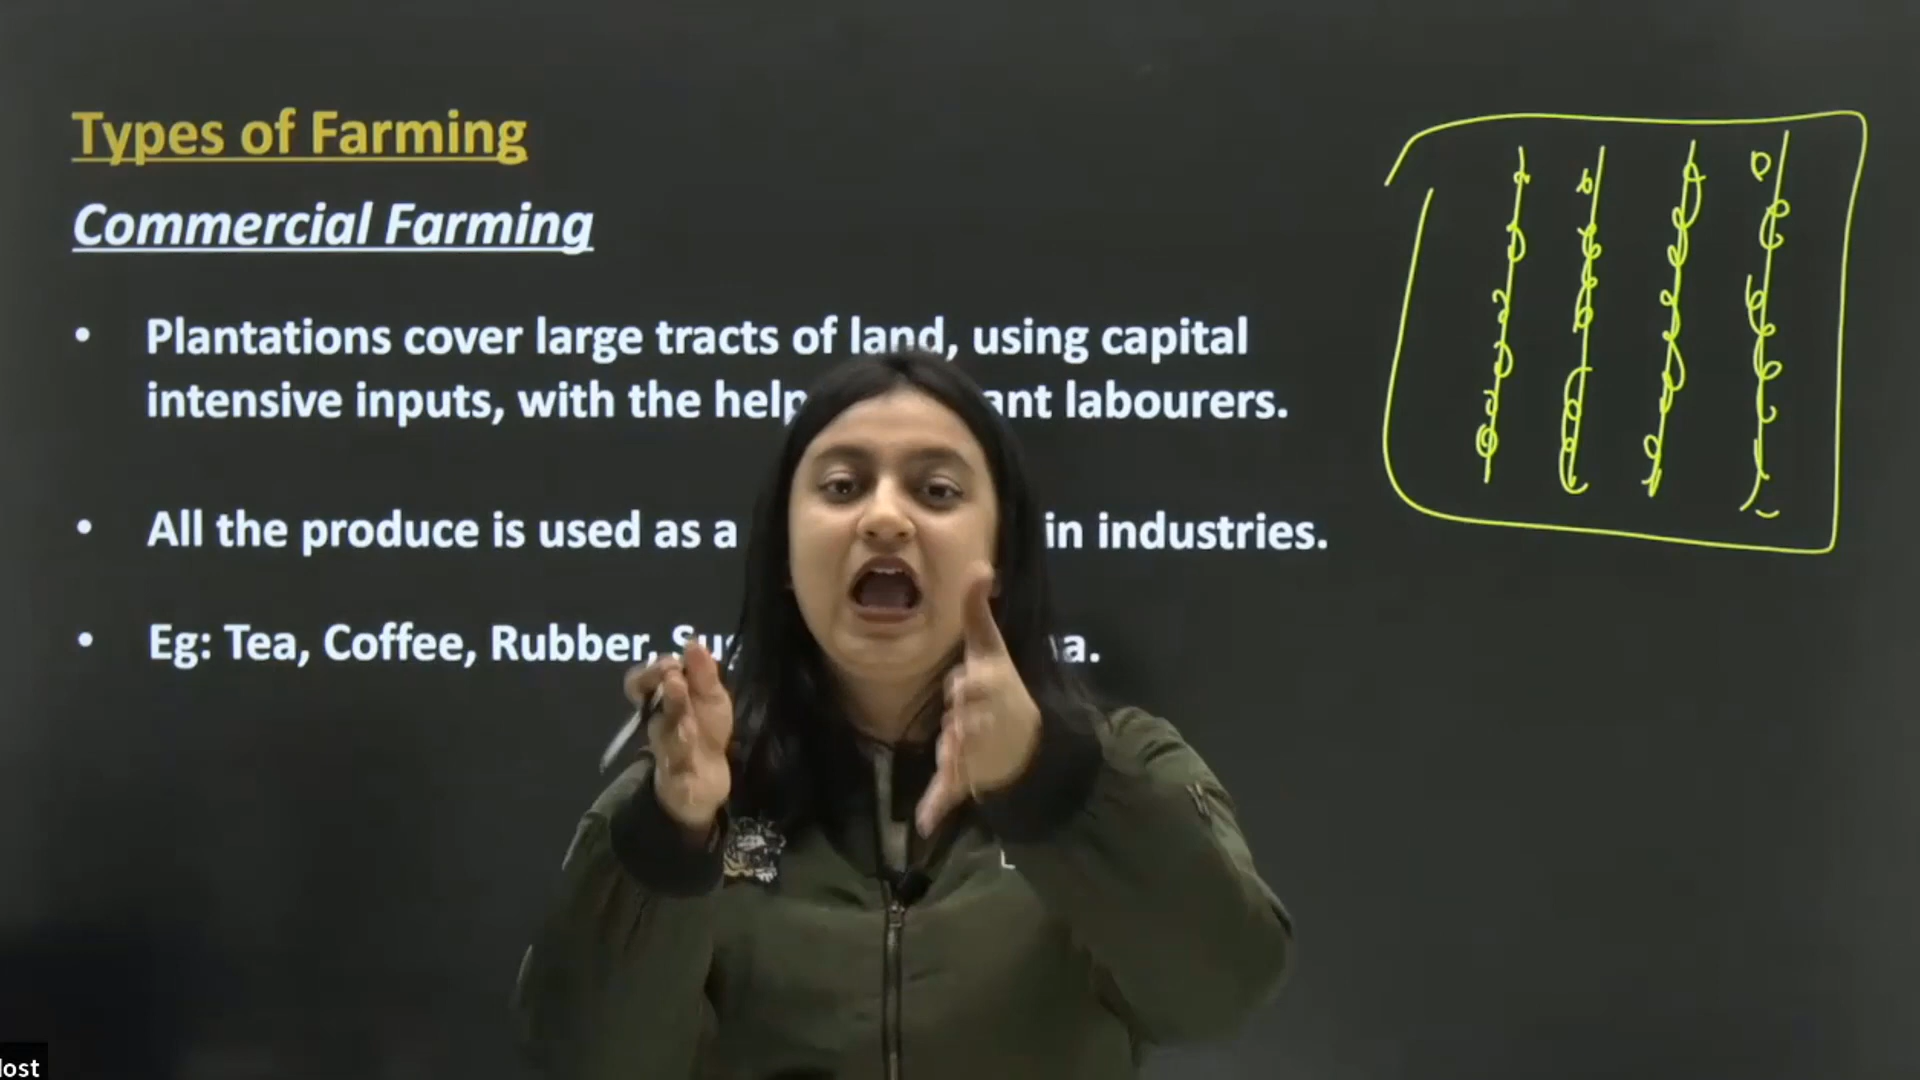 Types of Farming
Commercial Farming
• Plantations cover large tracts of land, using capital
intensive inputs, with the help ant labourers.
• All the produce is used as a in industries.
• Eg: Tea, Coffee, Rubber, a.